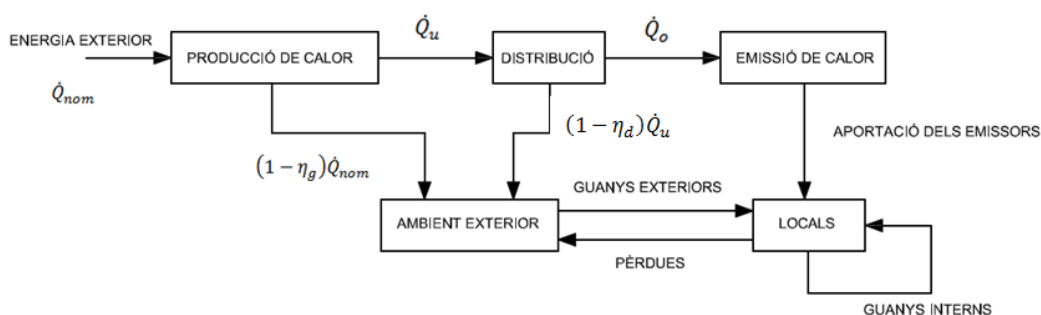 ENERGIA EXTERIOR
Q̇nom
PRODUCCIÓ DE CALOR
Q̇u
DISTRIBUCIÓ
Q̇o
EMISSIÓ DE CALOR
(1 − ηg)Q̇nom
(1 − ηd)Q̇u
APORTACIÓ DELS EMISSORS
GUANYS EXTERIORS
AMBIENT EXTERIOR
LOCALS
PÈRDUES
GUANYS INTERNS